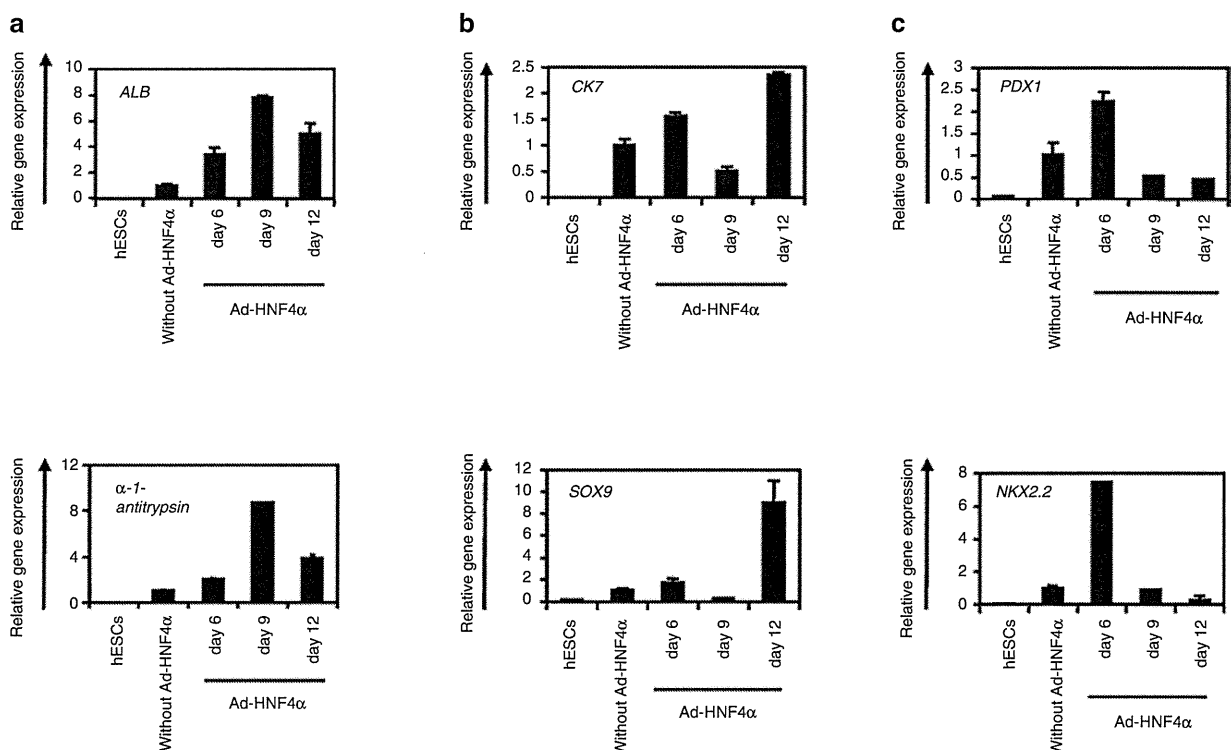 a
Relative gene expression
10
8
6
4
2
0
ALB
hESCs
Without Ad-HNF4α
day 6
day 9
day 12
Ad-HNF4α
b
Relative gene expression
2.5
2
1.5
1
0.5
0
CK7
hESCs
Without Ad-HNF4α
day 6
day 9
day 12
Ad-HNF4α
c
Relative gene expression
3
2.5
2
1.5
1
0.5
0
PDX1
hESCs
Without Ad-HNF4α
day 6
day 9
day 12
Ad-HNF4α
Relative gene expression
12
8
4
0
α-1-
antitrypsin
hESCs
Without Ad-HNF4α
day 6
day 9
day 12
Ad-HNF4α
Relative gene expression
12
10
8
6
4
2
0
SOX9
hESCs
Without Ad-HNF4α
day 6
day 9
day 12
Ad-HNF4α
Relative gene expression
8
6
4
2
0
NKX2.2
hESCs
Without Ad-HNF4α
day 6
day 9
day 12
Ad-HNF4α